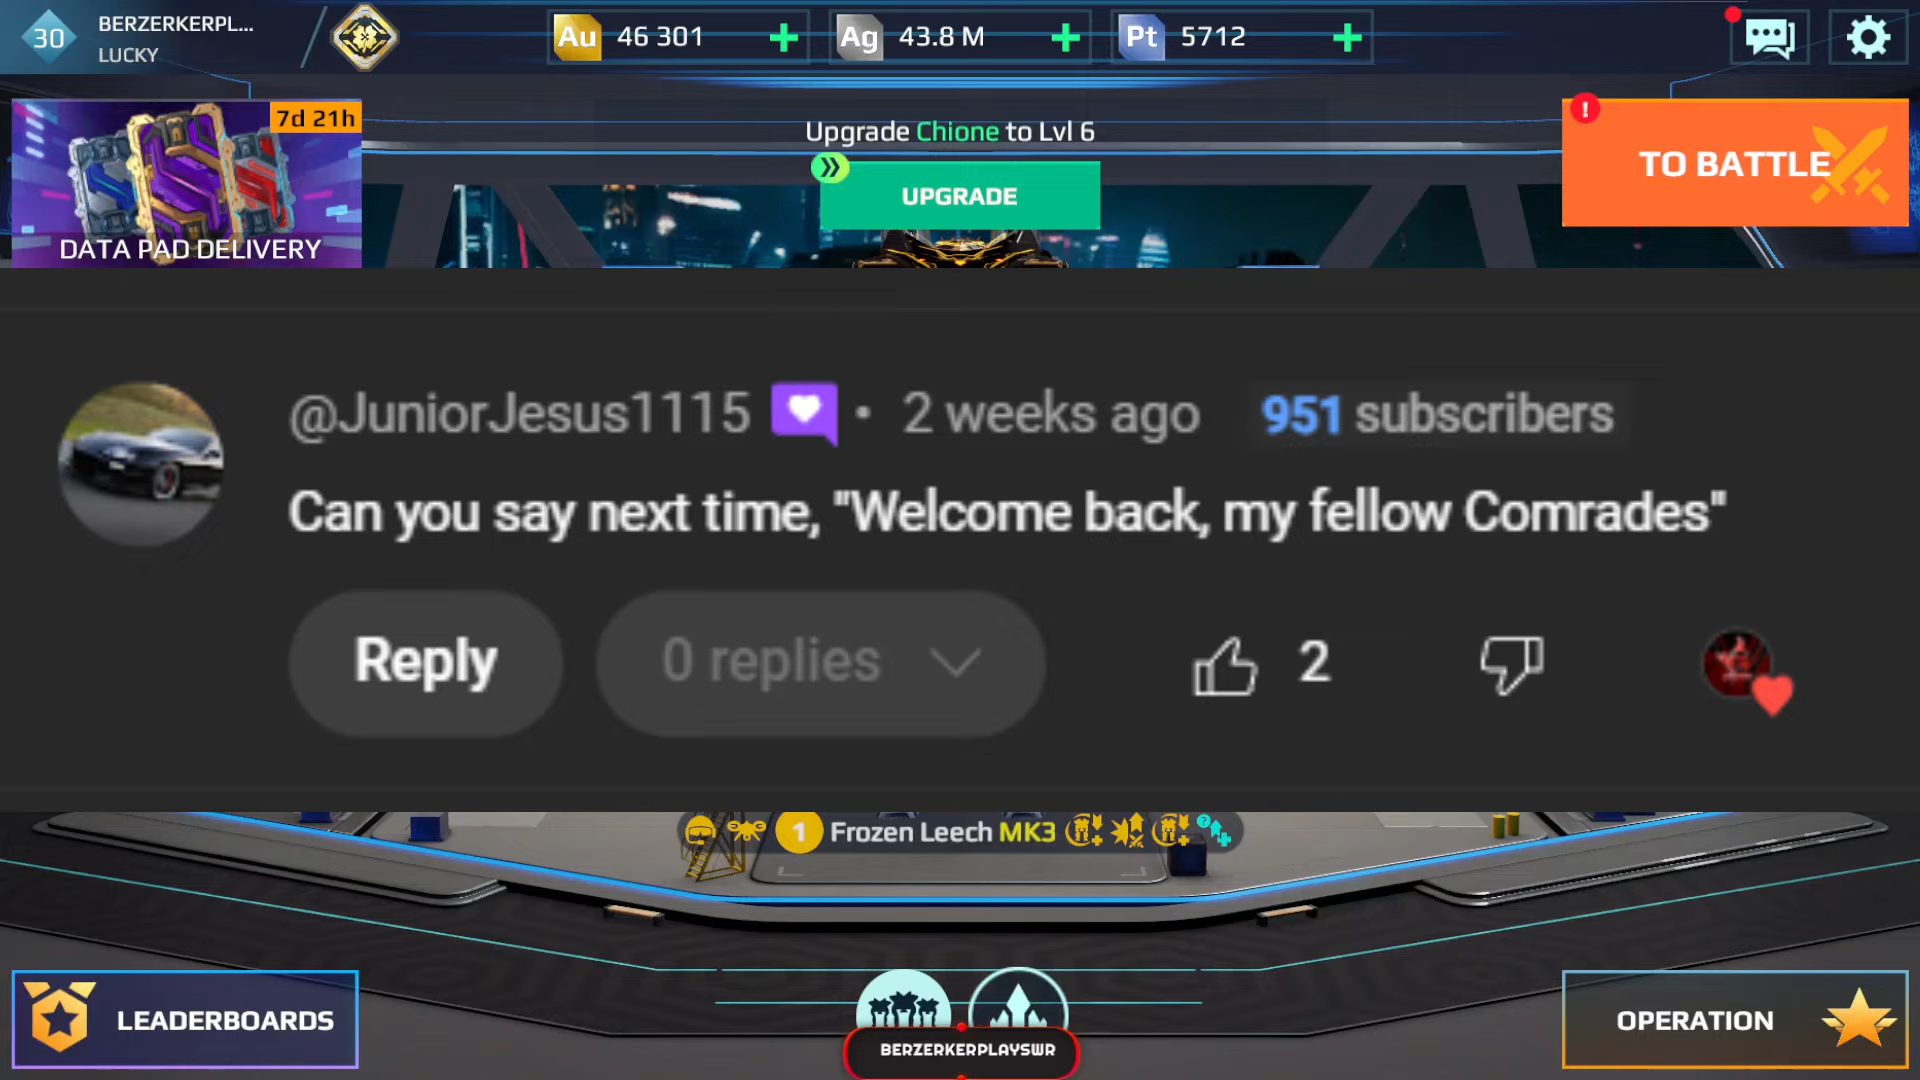 30
BERZERKERPL...
LUCKY
Au 46 301
Ag 43.8 M
Pt 5712
7d 21h
DATA PAD DELIVERY
Upgrade Chione to Lvl 6
UPGRADE
!
TO BATTLE
@JuniorJesus1115 • 2 weeks ago 951 subscribers
Can you say next time, "Welcome back, my fellow Comrades"
Reply
0 replies
2
1 Frozen Leech MK3
LEADERBOARDS
BERZERKERPLAYSWR
OPERATION